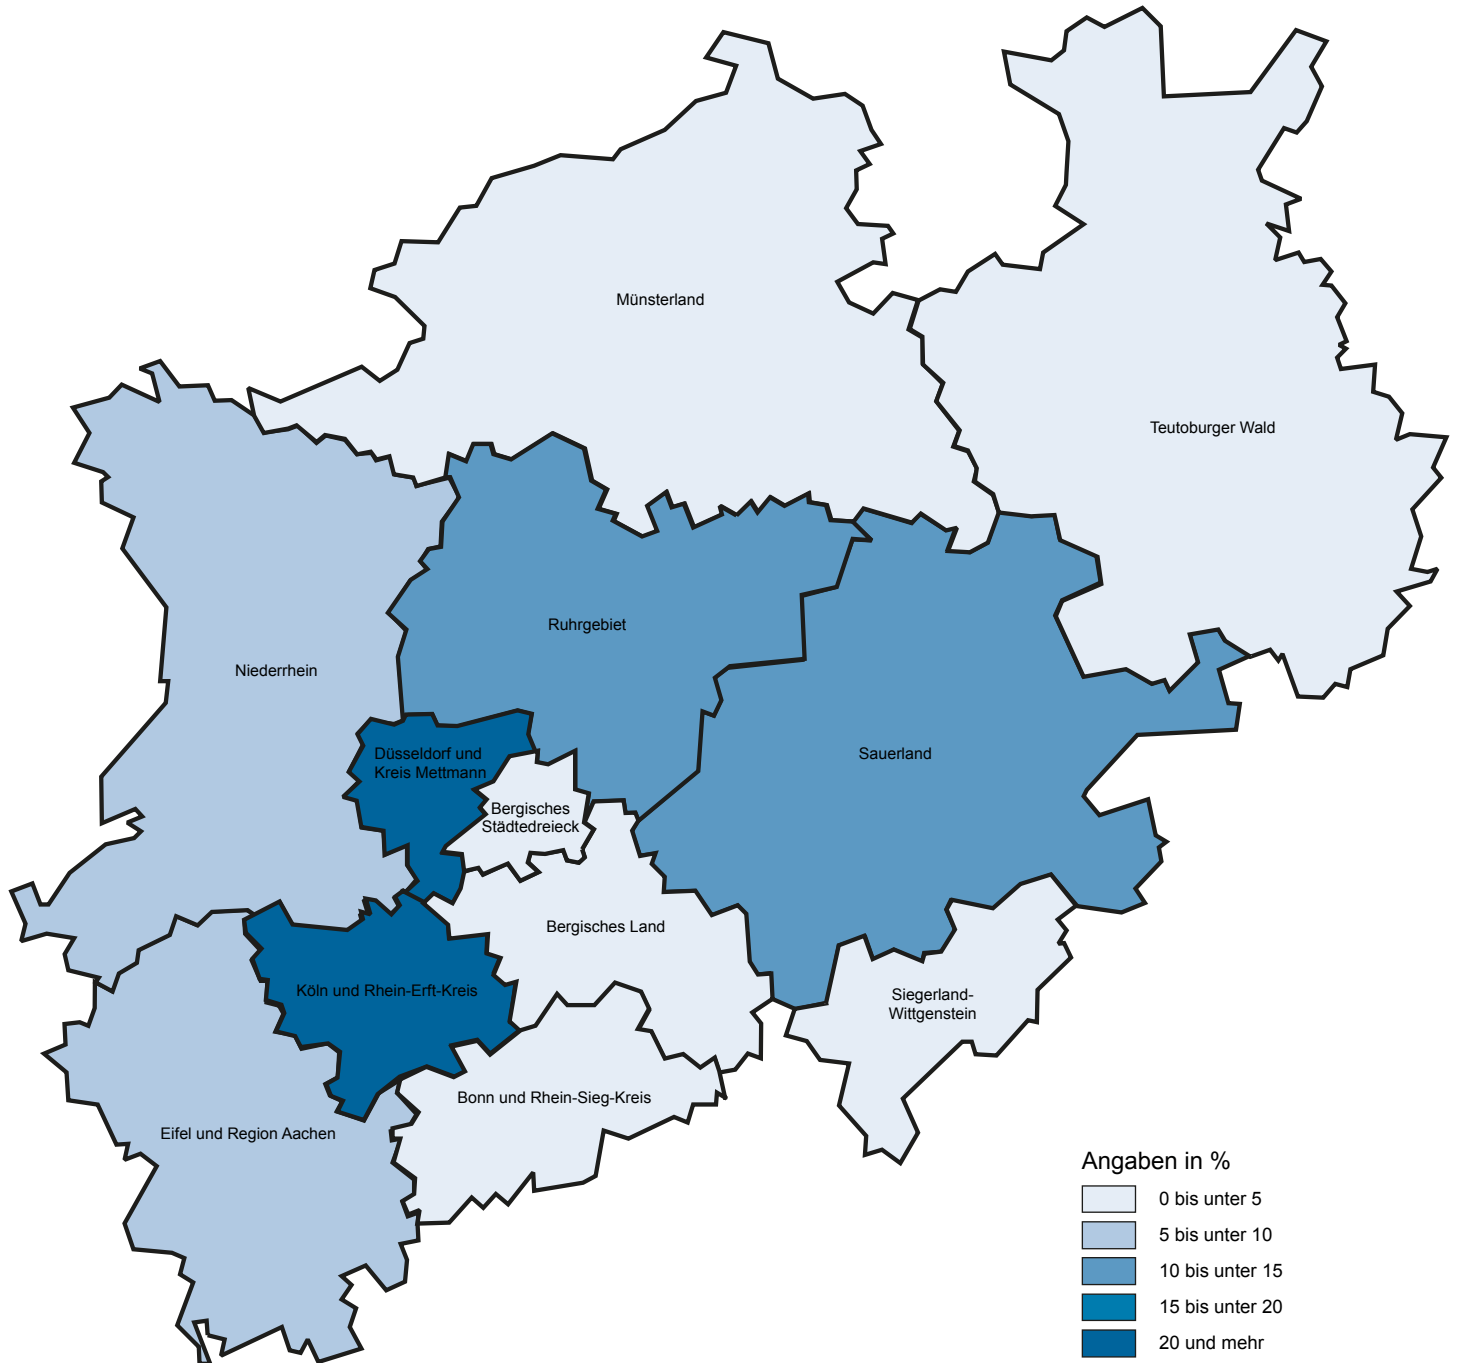 Münsterland
Teutoburger Wald
Ruhrgebiet
Niederrhein
Düsseldorf und
Kreis Mettmann
Sauerland
Bergisches
Städtedreieck
Bergisches Land
Köln und Rhein-Erft-Kreis
Siegerland-
Wittgenstein
Bonn und Rhein-Sieg-Kreis
Eifel und Region Aachen
Angaben in %
0 bis unter 5
5 bis unter 10
10 bis unter 15
15 bis unter 20
20 und mehr